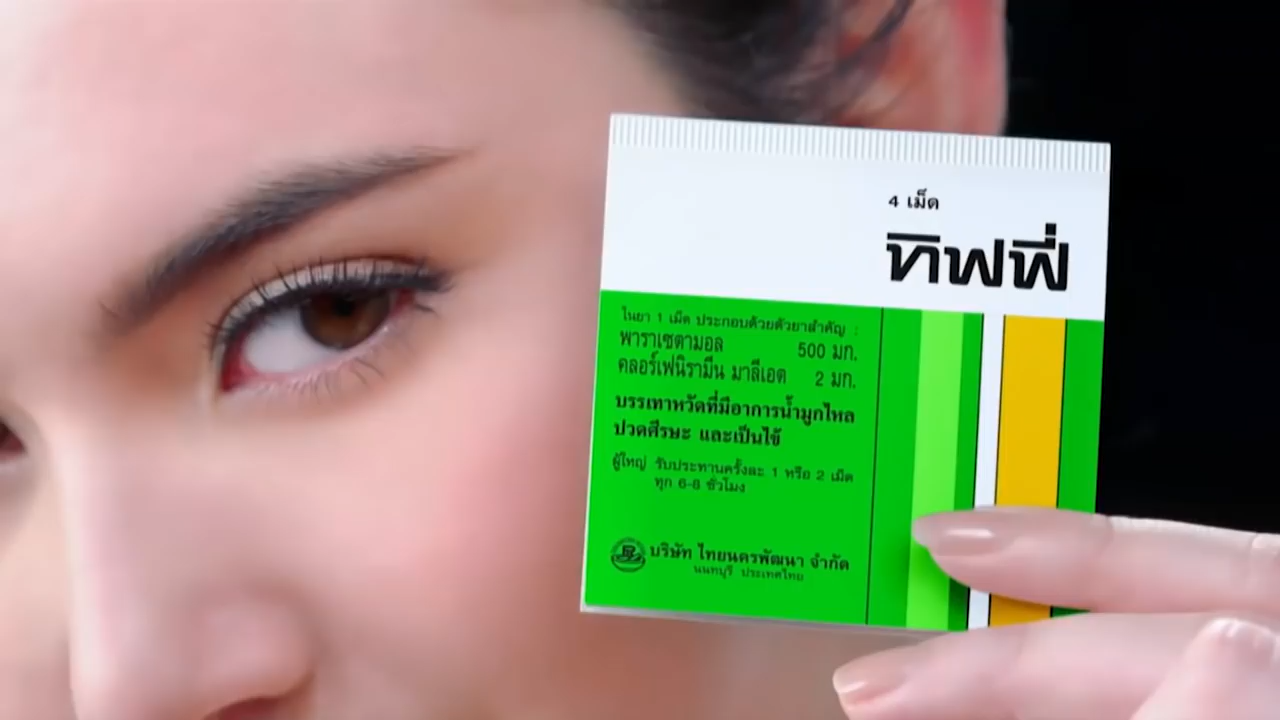 4 เม็ด
ทิฟฟี่
ในยา 1 เม็ด ประกอบด้วยตัวยาสำคัญ :
พาราเซตามอล 500 มก.
คลอร์เฟนิรามีน มาลีเอต 2 มก.
บรรเทาหวัดที่มีอาการน้ำมูกไหล
ปวดศีรษะ และเป็นไข้
ผู้ใหญ่ รับประทานครั้งละ 1 หรือ 2 เม็ด
ทุก 6-8 ชั่วโมง
บริษัท ไทยนครพัฒนา จำกัด
นนทบุรี ประเทศไทย